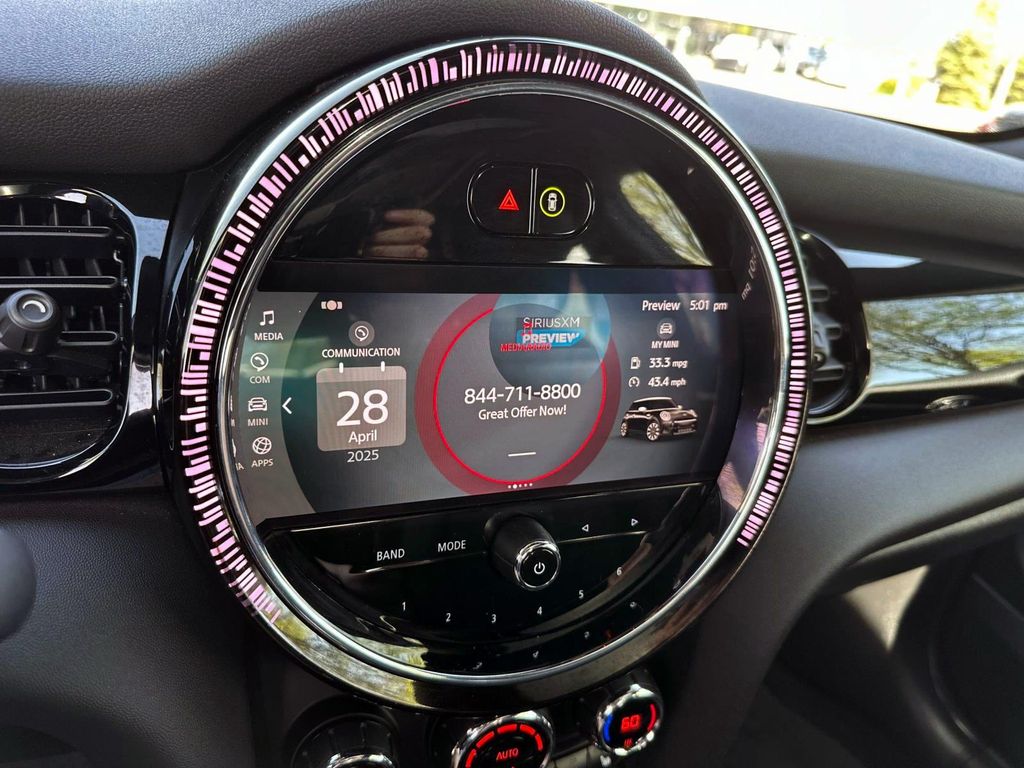 Preview 5:01 pm
MEDIA
COM
MINI
APPS
COMMUNICATION
28
April
2025
SIRIUSXM
PREVIEW
844-711-8800
Great Offer Now!
MY MINI
33.3 mpg
43.4 mph
BAND
MODE
1
2
3
4
5
6
60
AUTO